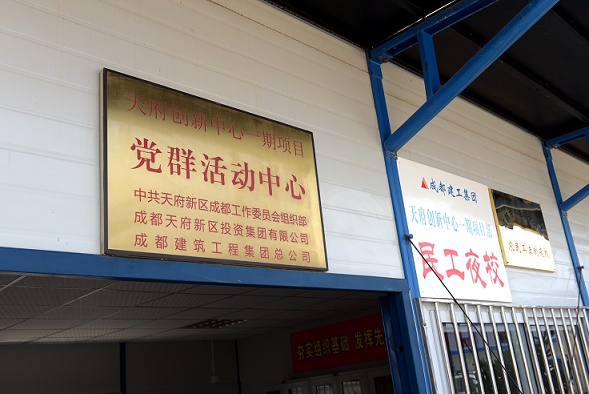 天府创新中心一期项目
党群活动中心
中共天府新区成都工作委员会组织部
成都天府新区投资集团有限公司
成都建筑工程集团总公司
成都建工集团
天府创新中心一期项目部
民工夜校
夯实组织基础 发挥先